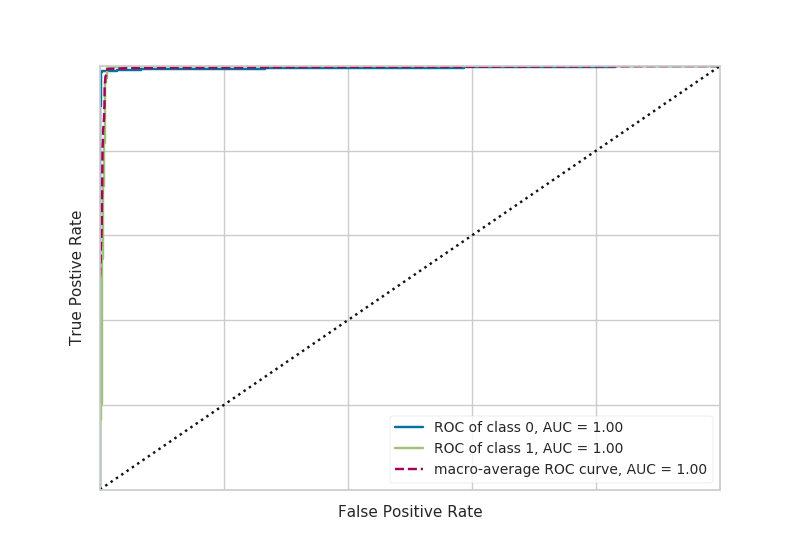 True Postive Rate
ROC of class 0, AUC = 1.00
ROC of class 1, AUC = 1.00
macro-average ROC curve, AUC = 1.00
False Positive Rate